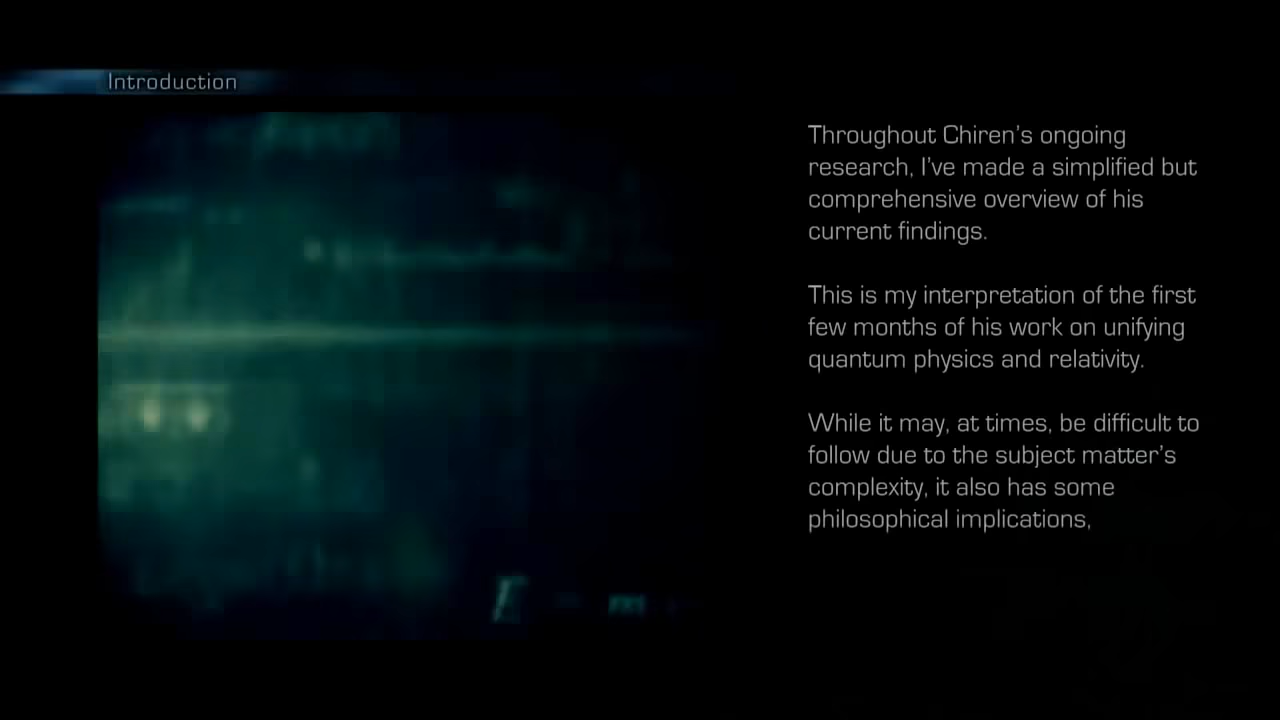 Introduction
Throughout Chiren's ongoing
research, I've made a simplified but
comprehensive overview of his
current findings.
This is my interpretation of the first
few months of his work on unifying
quantum physics and relativity.
While it may, at times, be difficult to
follow due to the subject matter's
complexity, it also has some
philosophical implications,